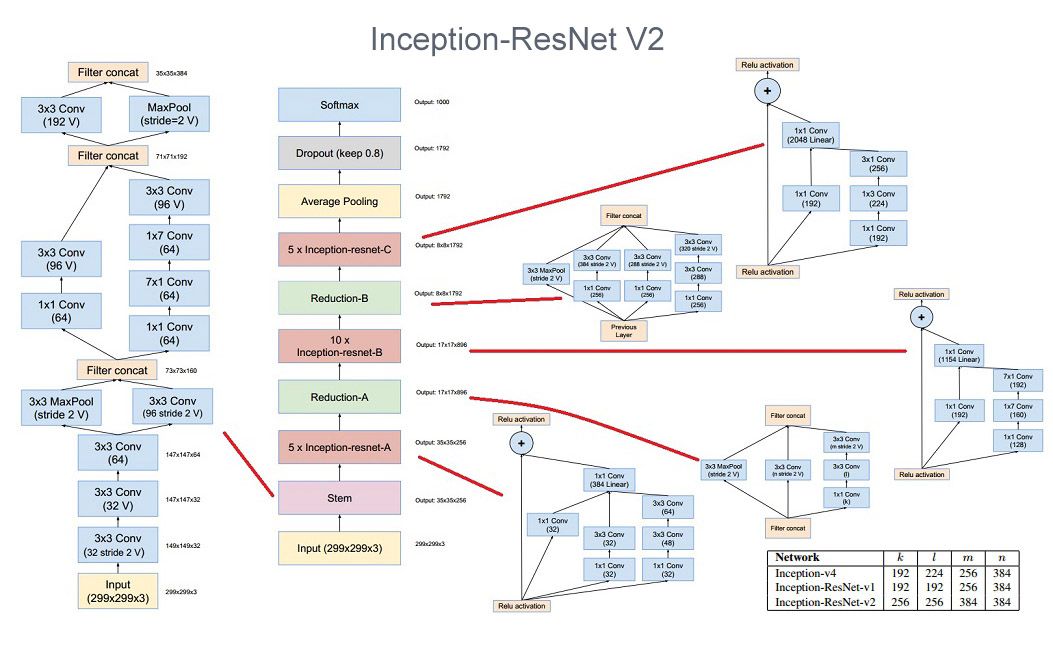 Inception-ResNet V2
Filter concat
35x35x384
3x3 Conv
(192 V)
MaxPool
(stride=2 V)
Filter concat
71x71x192
3x3 Conv
(96 V)
1x7 Conv
(64)
3x3 Conv
(96 V)
7x1 Conv
(64)
1x1 Conv
(64)
1x1 Conv
(64)
Filter concat
73x73x160
3x3 MaxPool
(stride 2 V)
3x3 Conv
(96 stride 2 V)
3x3 Conv
(64)
147x147x64
3x3 Conv
(32 V)
147x147x32
3x3 Conv
(32 stride 2 V)
149x149x32
Input
(299x299x3)
299x299x3
Softmax
Output: 1000
Dropout (keep 0.8)
Output: 1792
Average Pooling
Output: 1792
5 x Inception-resnet-C
Output: 8x8x1792
Reduction-B
Output: 8x8x1792
10 x
Inception-resnet-B
Output: 17x17x896
Reduction-A
Output: 17x17x896
5 x Inception-resnet-A
Output: 35x35x256
Stem
Output: 35x35x256
Input (299x299x3)
299x299x3
Relu activation
+
1x1 Conv
(2048 Linear)
3x1 Conv
(256)
1x1 Conv
(192)
1x3 Conv
(224)
1x1 Conv
(192)
Relu activation
Filter concat
3x3 MaxPool
(stride 2 V)
3x3 Conv
(384 stride 2 V)
3x3 Conv
(288 stride 2 V)
3x3 Conv
(320 stride 2 V)
3x3 Conv
(288)
1x1 Conv
(256)
1x1 Conv
(256)
1x1 Conv
(256)
Previous
Layer
Relu activation
+
1x1 Conv
(1154 Linear)
7x1 Conv
(192)
1x1 Conv
(192)
1x7 Conv
(160)
1x1 Conv
(128)
Relu activation
Relu activation
+
1x1 Conv
(384 Linear)
3x3 Conv
(64)
1x1 Conv
(32)
3x3 Conv
(32)
3x3 Conv
(48)
1x1 Conv
(32)
1x1 Conv
(32)
Relu activation
Filter concat
3x3 MaxPool
(stride 2 V)
3x3 Conv
(n stride 2 V)
3x3 Conv
(m stride 2 V)
3x3 Conv
(l)
1x1 Conv
(k)
Filter concat
Network k l m n
Inception-v4 192 224 256 384
Inception-ResNet-v1 192 192 256 384
Inception-ResNet-v2 256 256 384 384